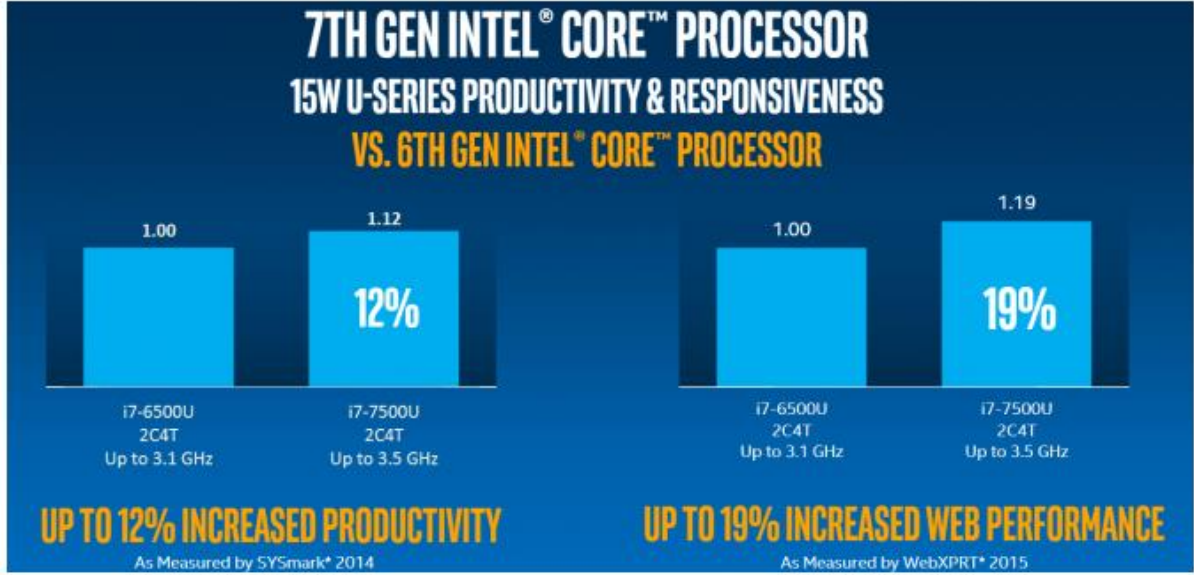 7TH GEN INTEL® CORE™ PROCESSOR
15W U-SERIES PRODUCTIVITY & RESPONSIVENESS
VS. 6TH GEN INTEL® CORE™ PROCESSOR
1.00
1.12
12%
i7-6500U
2C4T
Up to 3.1 GHz
i7-7500U
2C4T
Up to 3.5 GHz
UP TO 12% INCREASED PRODUCTIVITY
As Measured by SYSmark* 2014
1.00
1.19
19%
i7-6500U
2C4T
Up to 3.1 GHz
i7-7500U
2C4T
Up to 3.5 GHz
UP TO 19% INCREASED WEB PERFORMANCE
As Measured by WebXPRT* 2015